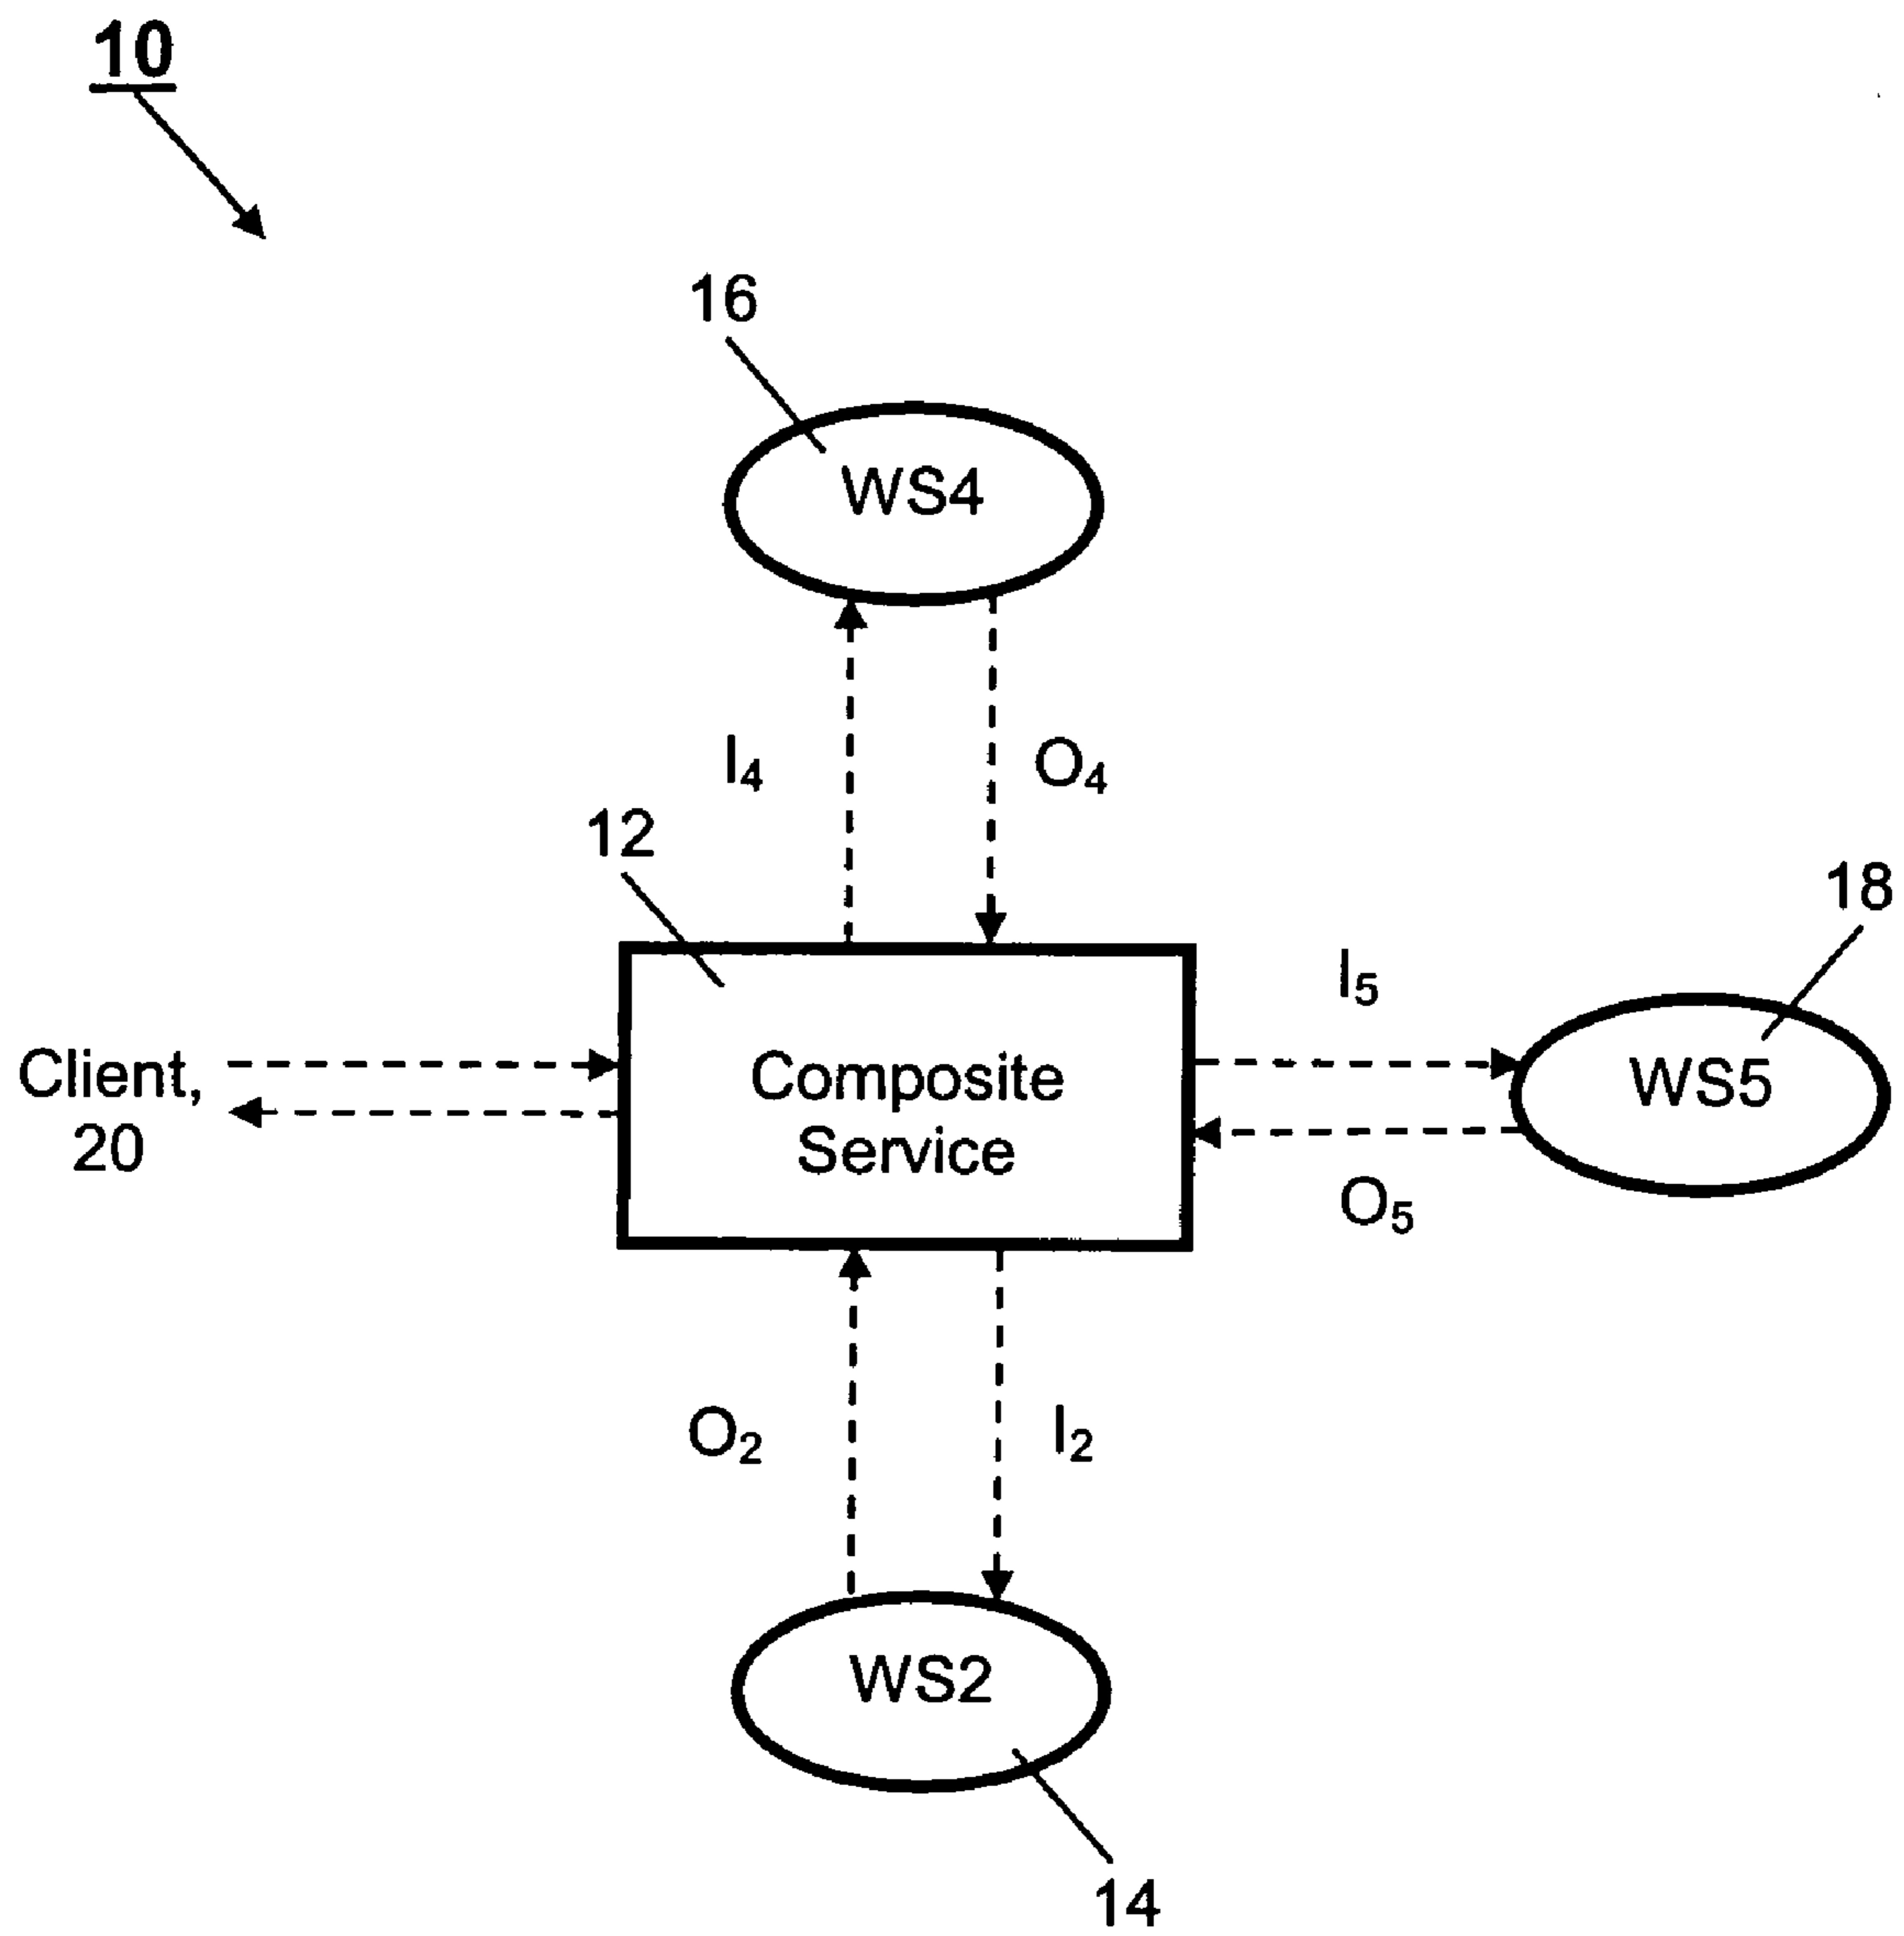 10
16
WS4
I4
O4
12
18
I5
Client,
20
Composite
Service
WS5
O5
O2
I2
WS2
14